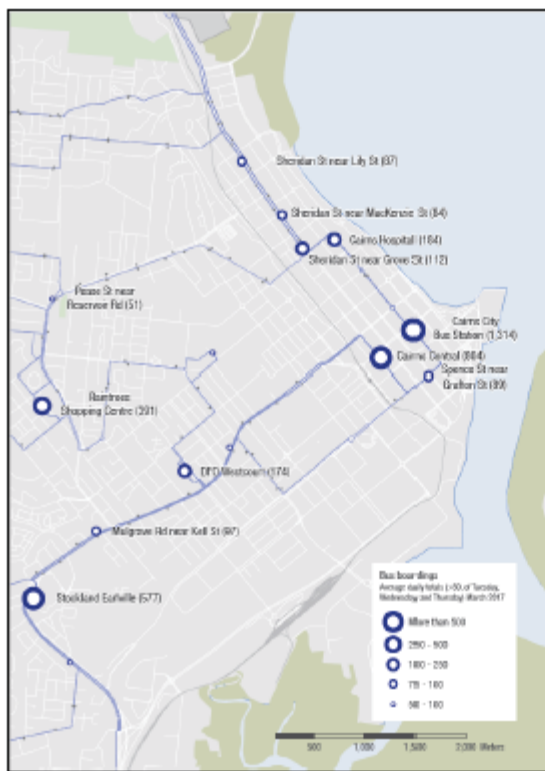 Sheridan St near Lily St (87)
Sheridan St near MacKenzie St (84)
Cairns Hospital (184)
Sheridan St near Grove St (112)
Pease St near
Reservoir Rd (51)
Cairns City
Bus Station (1,314)
Cairns Central (604)
Spence St near
Grafton St (89)
Raintrees
Shopping Centre (291)
DFO Westcourt (174)
Mulgrave Rd near Kell St (97)
Stockland Earlville (577)
Bus boardings
Average daily totals (>50) of Tuesday,
Wednesday and Thursday March 2017
More than 500
250 - 500
100 - 250
75 - 100
50 - 100
500 1,000 1,500 2,000 Meters